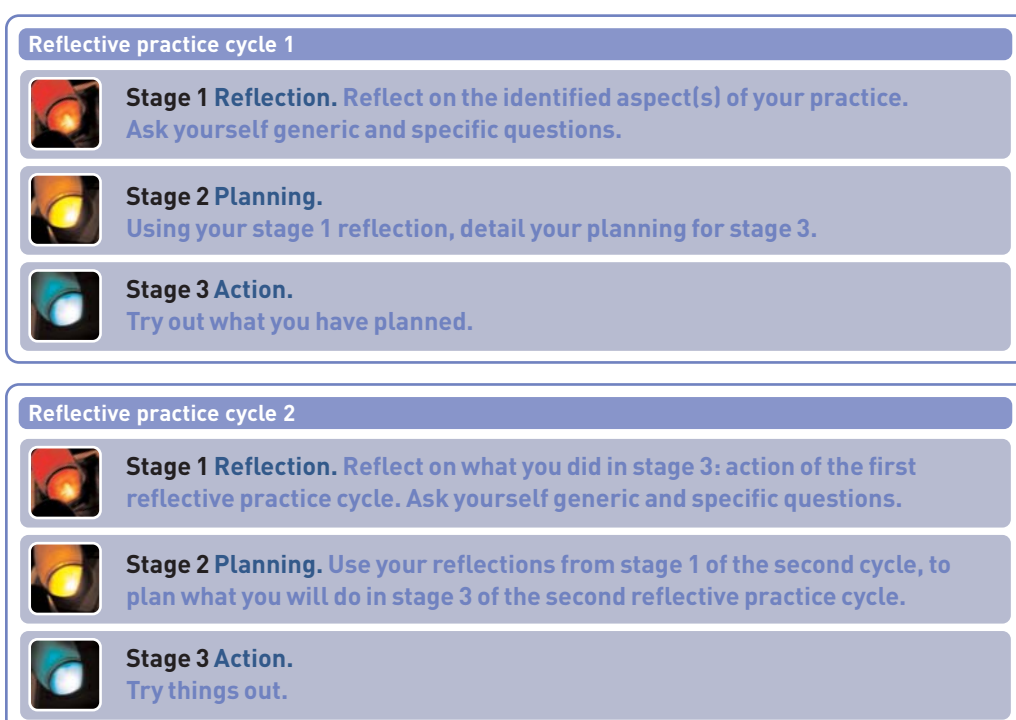 Reflective practice cycle 1
Stage 1 Reflection. Reflect on the identified aspect(s) of your practice.
Ask yourself generic and specific questions.
Stage 2 Planning.
Using your stage 1 reflection, detail your planning for stage 3.
Stage 3 Action.
Try out what you have planned.
Reflective practice cycle 2
Stage 1 Reflection. Reflect on what you did in stage 3: action of the first
reflective practice cycle. Ask yourself generic and specific questions.
Stage 2 Planning. Use your reflections from stage 1 of the second cycle, to
plan what you will do in stage 3 of the second reflective practice cycle.
Stage 3 Action.
Try things out.